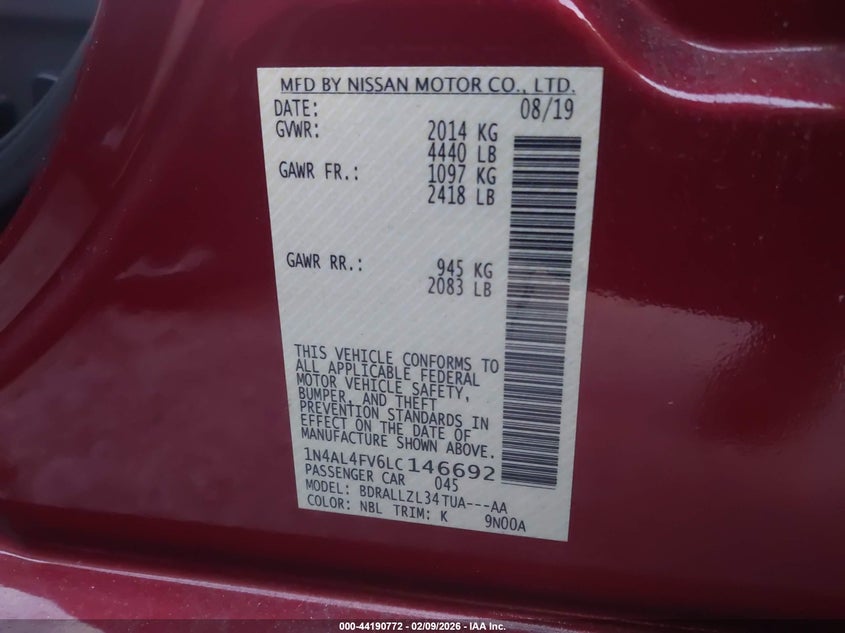 MFD BY NISSAN MOTOR CO., LTD.
DATE: 08/19
GVWR: 2014 KG
4440 LB
GAWR FR.: 1097 KG
2418 LB
GAWR RR.: 945 KG
2083 LB
THIS VEHICLE CONFORMS TO
ALL APPLICABLE FEDERAL
MOTOR VEHICLE SAFETY,
BUMPER, AND THEFT
PREVENTION STANDARDS IN
EFFECT ON THE DATE OF
MANUFACTURE SHOWN ABOVE.
1N4AL4FV6LC146692
PASSENGER CAR 045
MODEL: BDRALLZL34TUA---AA
COLOR: NBL TRIM: K 9N00A
000-44190772 - 02/09/2026 - IAA Inc.